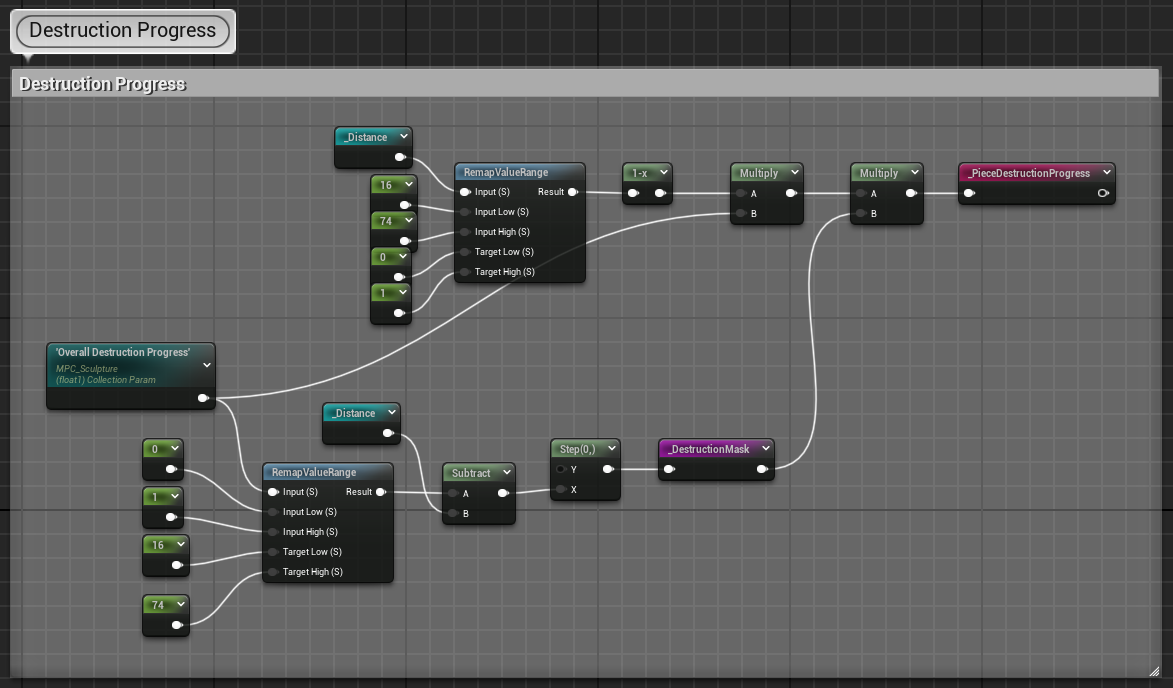 Destruction Progress
Destruction Progress
_Distance
16
74
0
1
RemapValueRange
Input (S) Result
Input Low (S)
Input High (S)
Target Low (S)
Target High (S)
1-x
Multiply
A
B
Multiply
A
B
_PieceDestructionProgress
'Overall Destruction Progress'
MPC_Sculpture
(float1) Collection Param
_Distance
0
1
16
74
RemapValueRange
Input (S) Result
Input Low (S)
Input High (S)
Target Low (S)
Target High (S)
Subtract
A
B
Step(0,)
Y
X
_DestructionMask